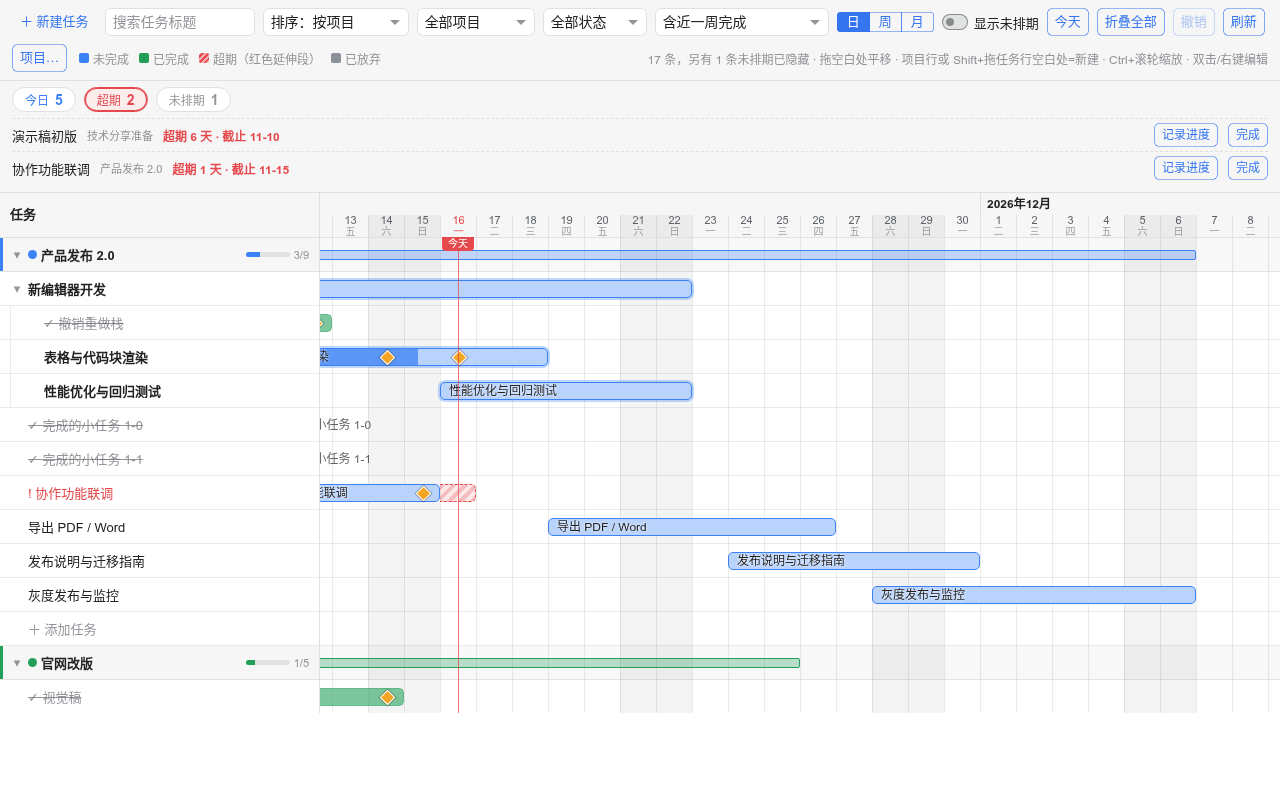 ＋ 新建任务 搜索任务标题 排序：按项目 全部项目 全部状态 含近一周完成 日 周 月 显示未排期 今天 折叠全部 撤销 刷新
项目… 未完成 已完成 超期（红色延伸段） 已放弃 17 条，另有 1 条未排期已隐藏 · 拖空白处平移 · 项目行或 Shift+拖任务行空白处=新建 · Ctrl+滚轮缩放 · 双击/右键编辑
今日 5 超期 2 未排期 1
演示稿初版 技术分享准备 超期 6 天 · 截止 11-10 记录进度 完成
协作功能联调 产品发布 2.0 超期 1 天 · 截止 11-15 记录进度 完成
任务
2026年12月
13 14 15 16 17 18 19 20 21 22 23 24 25 26 27 28 29 30 1 2 3 4 5 6 7 8
五 六 日 一 二 三 四 五 六 日 一 二 三 四 五 六 日 一 二 三 四 五 六 日 一 二
今天
▼ 产品发布 2.0 3/9
▼ 新编辑器开发
✓ 撤销重做栈
表格与代码块渲染 染
性能优化与回归测试 性能优化与回归测试
✓ 完成的小任务 1-0 小任务 1-0
✓ 完成的小任务 1-1 小任务 1-1
! 协作功能联调 能联调
导出 PDF / Word 导出 PDF / Word
发布说明与迁移指南 发布说明与迁移指南
灰度发布与监控 灰度发布与监控
＋ 添加任务
▼ 官网改版 1/5
✓ 视觉稿